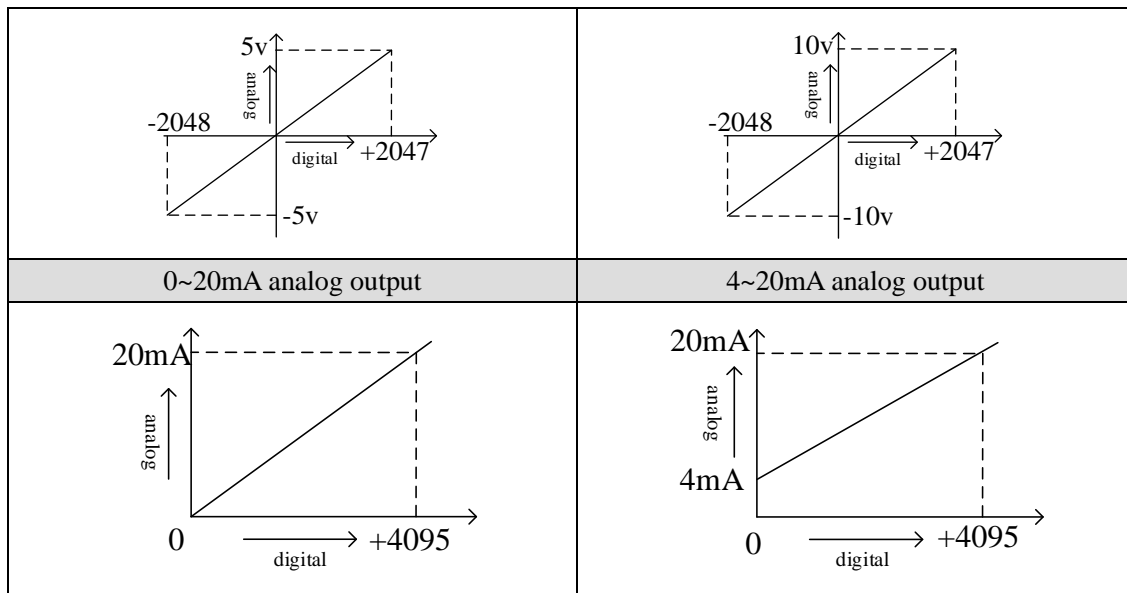 5v
analog
-2048
digital
+2047
-5v
10v
analog
-2048
digital
+2047
-10v
0~20mA analog output
4~20mA analog output
20mA
analog
0
digital
+4095
20mA
analog
4mA
0
digital
+4095